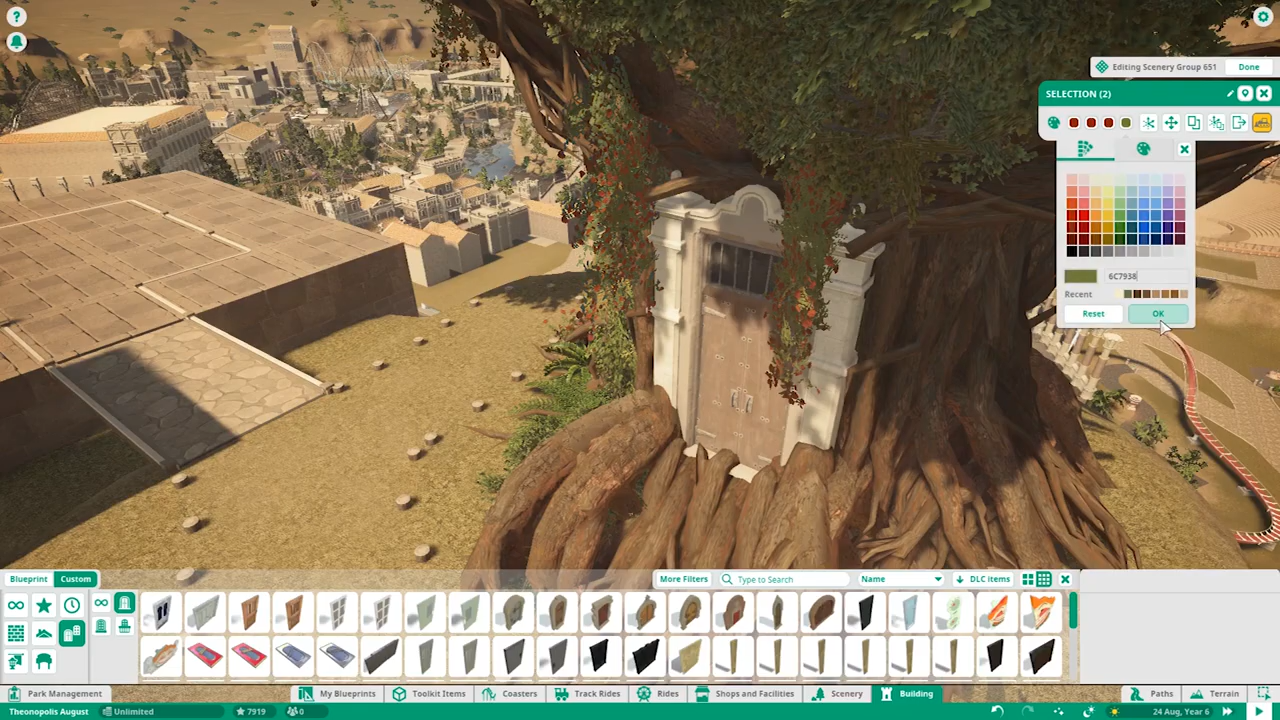 Editing Scenery Group 651 Done
SELECTION (2)
6C7938
Recent
Reset OK
Blueprint Custom More Filters Type to Search Name DLC items
Park Management My Blueprints Toolkit Items Coasters Track Rides Rides Shops and Facilities Scenery Building Paths Terrain
Theonopolis August Unlimited 7919 0 24 Aug, Year 6